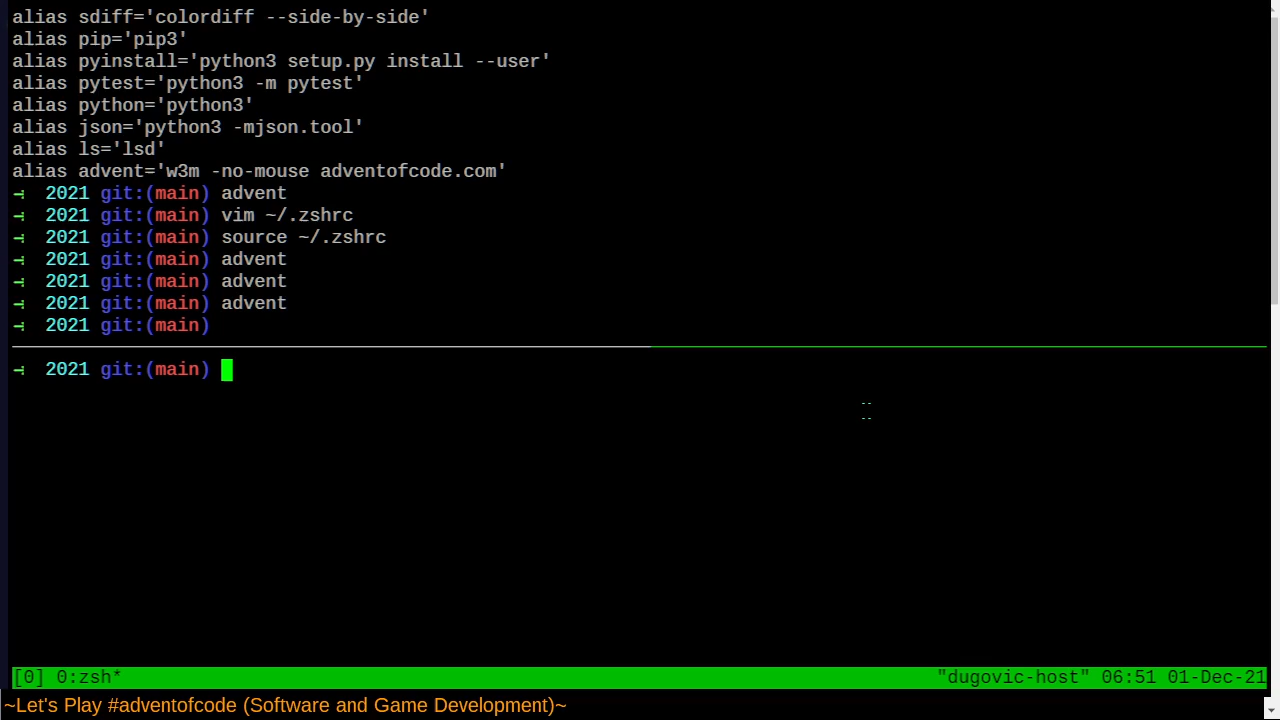 alias sdiff='colordiff --side-by-side'
alias pip='pip3'
alias pyinstall='python3 setup.py install --user'
alias pytest='python3 -m pytest'
alias python='python3'
alias json='python3 -mjson.tool'
alias ls='lsd'
alias advent='w3m -no-mouse adventofcode.com'
→ 2021 git:(main) advent
→ 2021 git:(main) vim ~/.zshrc
→ 2021 git:(main) source ~/.zshrc
→ 2021 git:(main) advent
→ 2021 git:(main) advent
→ 2021 git:(main) advent
→ 2021 git:(main)
→ 2021 git:(main)
--
--
[0] 0:zsh* "dugovic-host" 06:51 01-Dec-21
~Let's Play #adventofcode (Software and Game Development)~